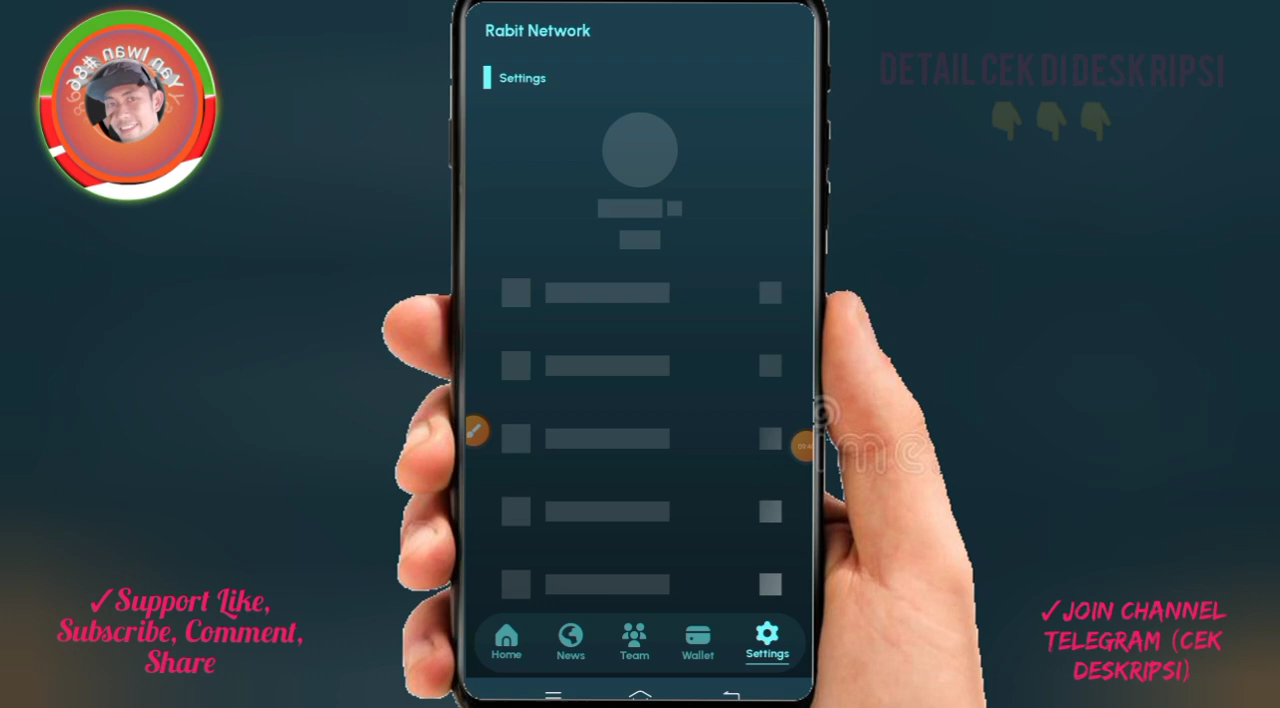 Yan Iwan #86
Rabit Network
Settings
DETAIL CEK DI DESKRIPSI
ime
✓Support Like,
Subscribe, Comment,
Share
✓JOIN CHANNEL
TELEGRAM (CEK
DESKRIPSI)
Home
News
Team
Wallet
Settings